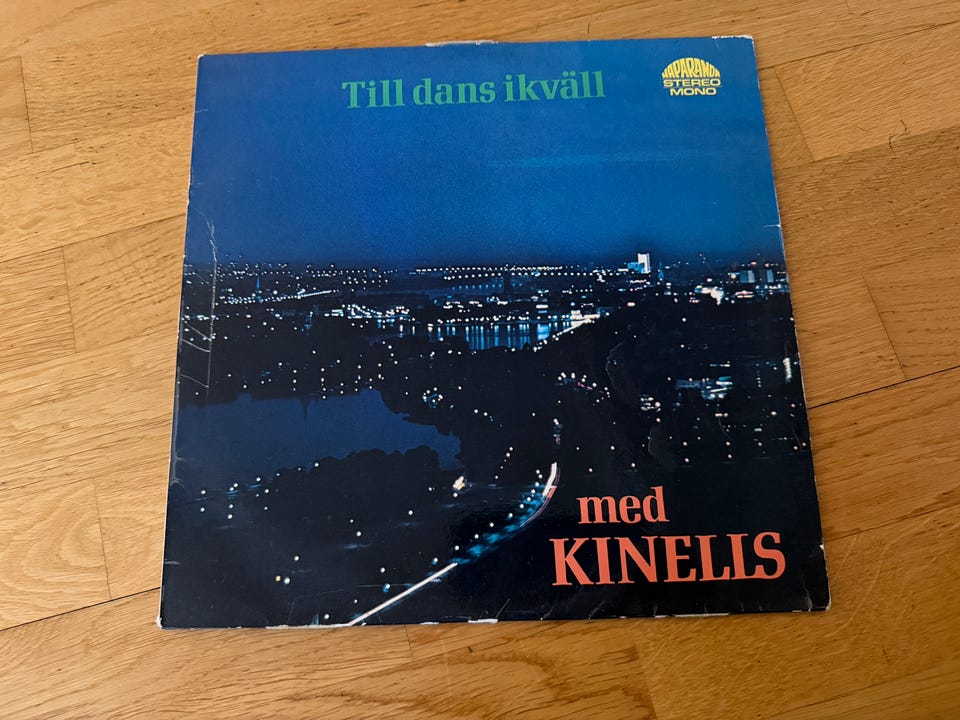 Till dans ikväll
HAPARANDA
STEREO
MONO
med
KINELLS